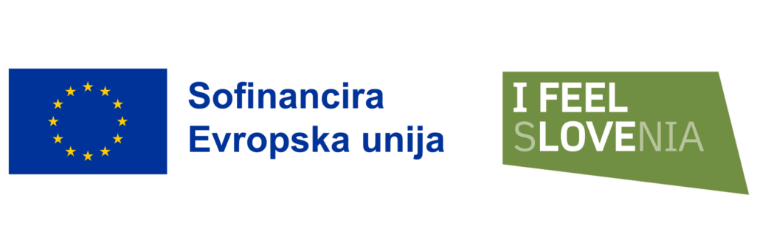 Sofinancira
Evropska unija
I FEEL
SLOVENIA